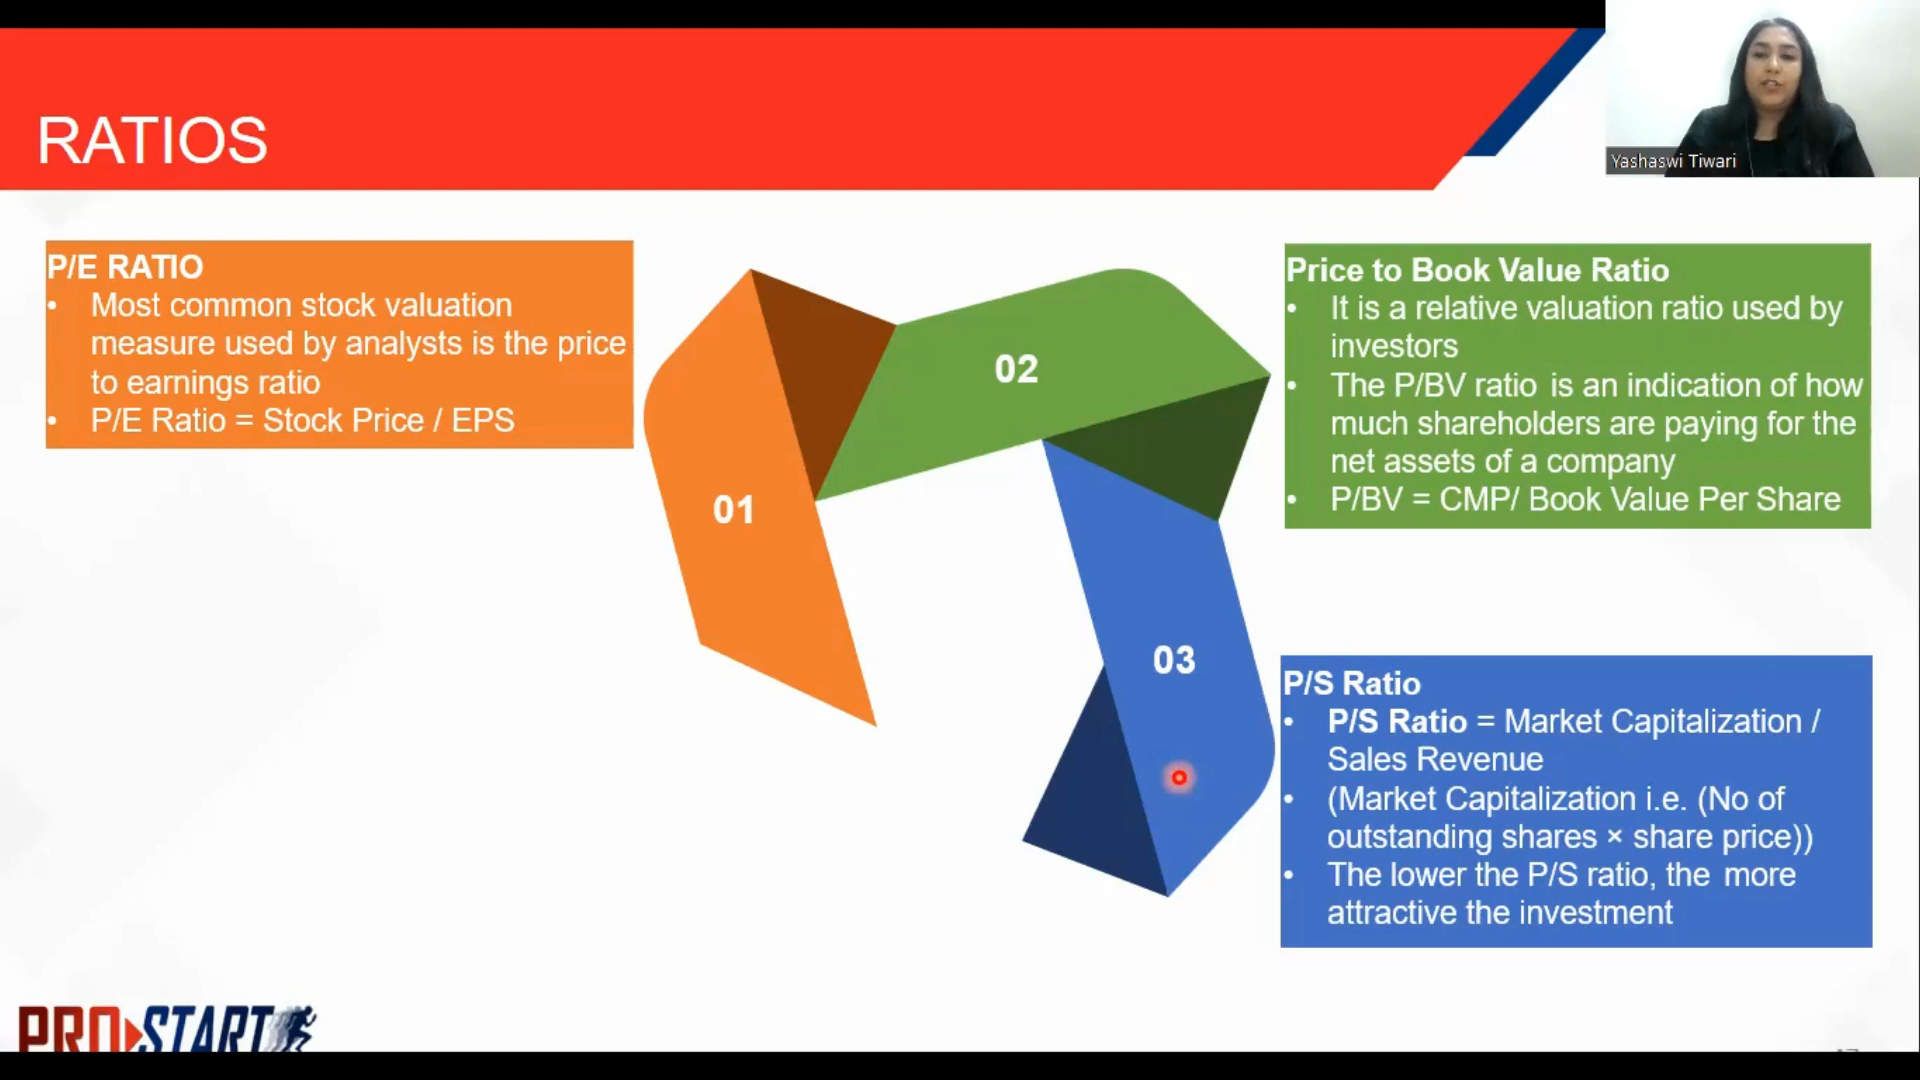 RATIOS
Yashaswi Tiwari
P/E RATIO
• Most common stock valuation
measure used by analysts is the price
to earnings ratio
• P/E Ratio = Stock Price / EPS
01
02
03
Price to Book Value Ratio
• It is a relative valuation ratio used by
investors
• The P/BV ratio is an indication of how
much shareholders are paying for the
net assets of a company
• P/BV = CMP/ Book Value Per Share
P/S Ratio
• P/S Ratio = Market Capitalization /
Sales Revenue
• (Market Capitalization i.e. (No of
outstanding shares × share price))
• The lower the P/S ratio, the more
attractive the investment
PRO START